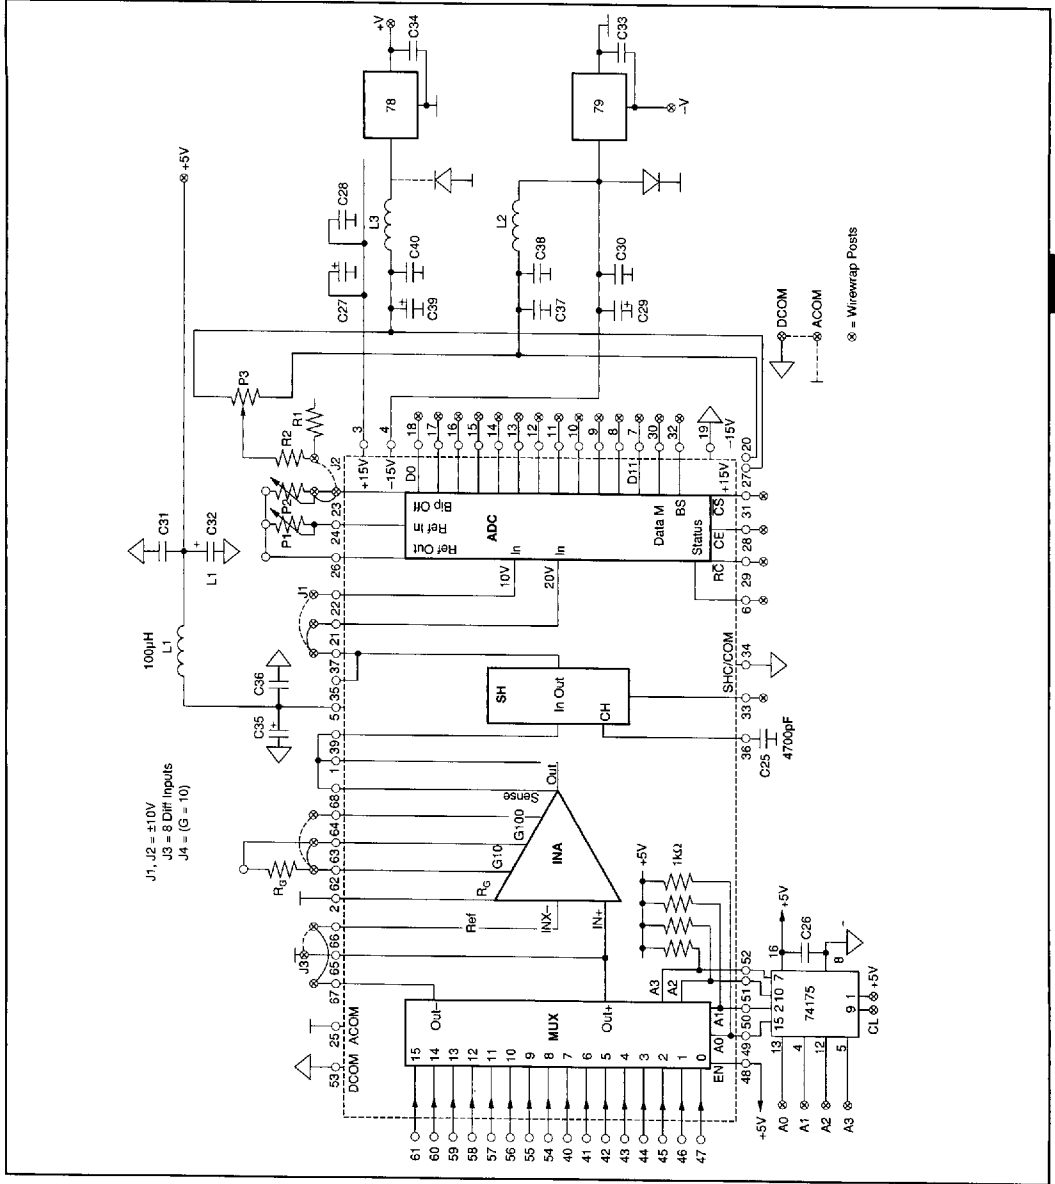 J1, J2 = ±10V
J3 = 8 Diff Inputs
J4 = (G = 10)
100µH
L1
C31
C32
+
L1
+5V
C35
+
C36
P3
R2
R1
P1
P2
J2
J1
J3
RG
C27
+
C28
L3
C40
C39
+
78
+V
C34
L2
C38
C37
C30
C29
+
79
–V
C33
DCOM
ACOM
⊗ = Wirewrap Posts
53
25
67
65
66
2
62
63
64
68
1
39
5
35
37
21
22
26
24
23
3
4
DCOM
ACOM
Ref
RG
G10
G100
Sense
Out
INA
INX–
IN+
SH
In Out
CH
10V
20V
In
In
Ref Out
Ref In
Bip Off
ADC
+15V
–15V
D0
18
17
16
15
14
13
12
11
10
9
8
D11
7
Data M
30
BS
32
19
–15V
+15V
20
27
Status
RC
CE
CS
6
29
28
31
SHC/COM
34
33
36
C25
4700pF
MUX
Out–
Out+
15
14
13
12
11
10
9
8
7
6
5
4
3
2
1
0
61
60
59
58
57
56
55
54
40
41
42
43
44
45
46
47
EN
A0
A1
A2
A3
48
49
50
51
52
+5V
1kΩ
+5V
15
2
10
7
16
+5V
C26
8
74175
13
4
12
5
9
1
A0
A1
A2
A3
CL
+5V